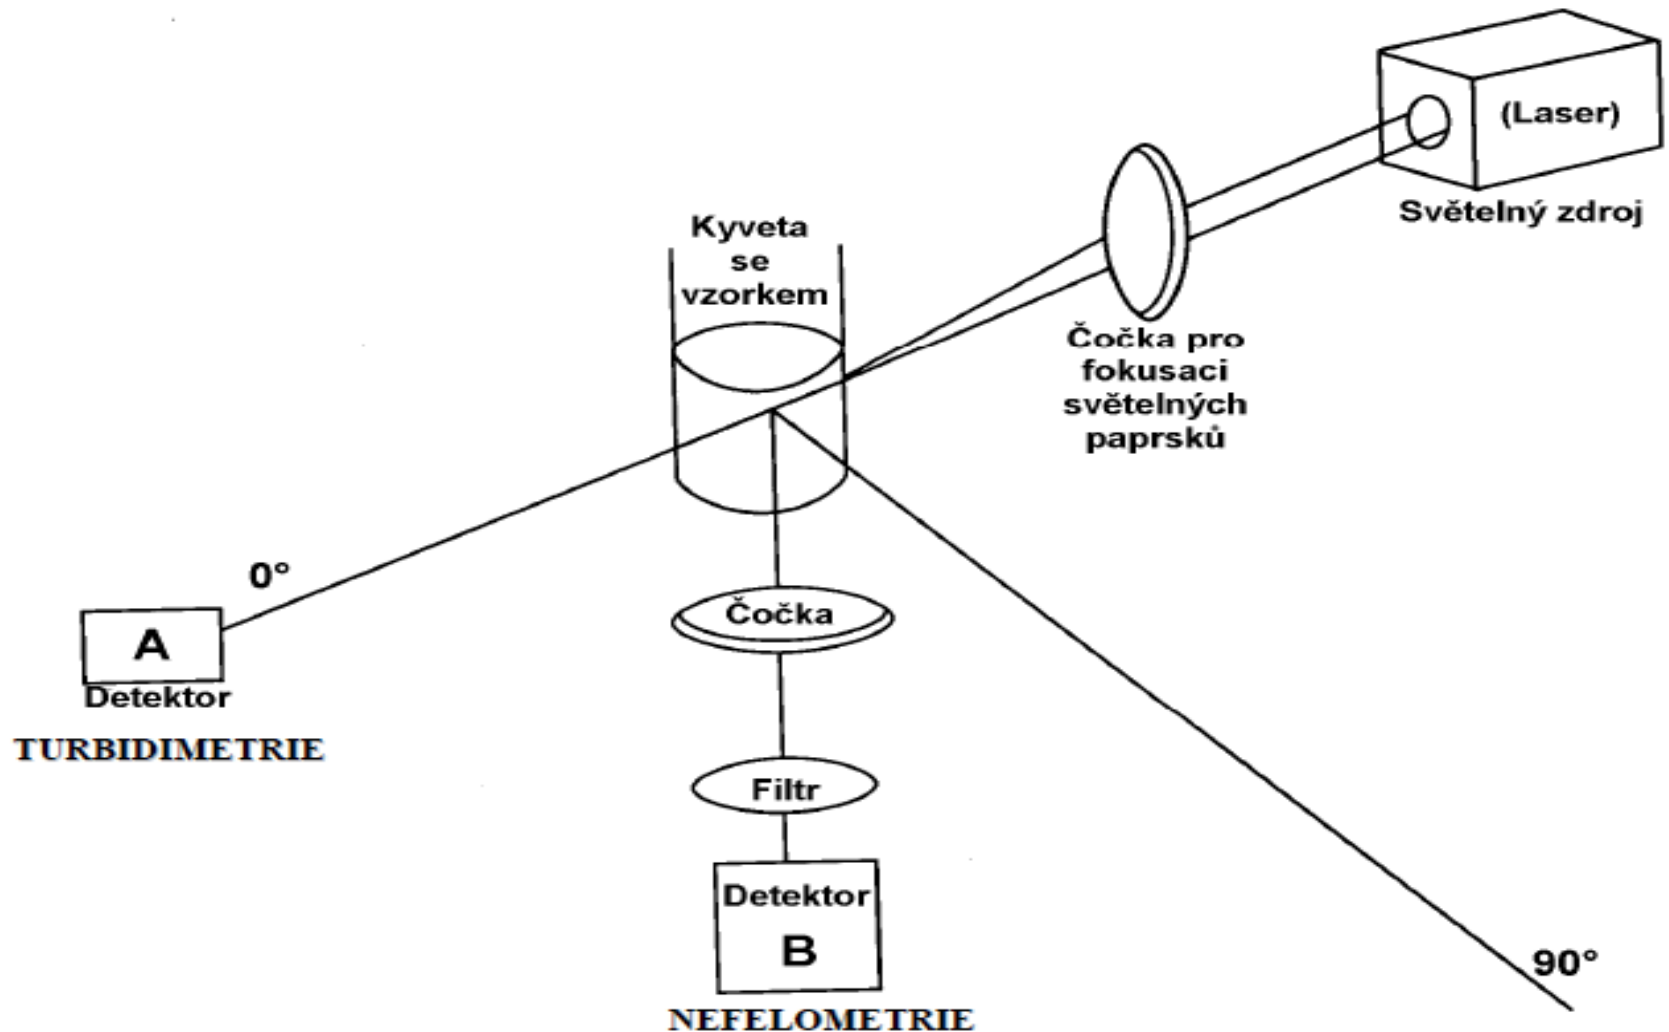 (Laser)
Světelný zdroj
Kyveta
se
vzorkem
Čočka pro
fokusaci
světelných
paprsků
0°
A
Detektor
TURBIDIMETRIE
Čočka
Filtr
Detektor
B
NEFELOMETRIE
90°